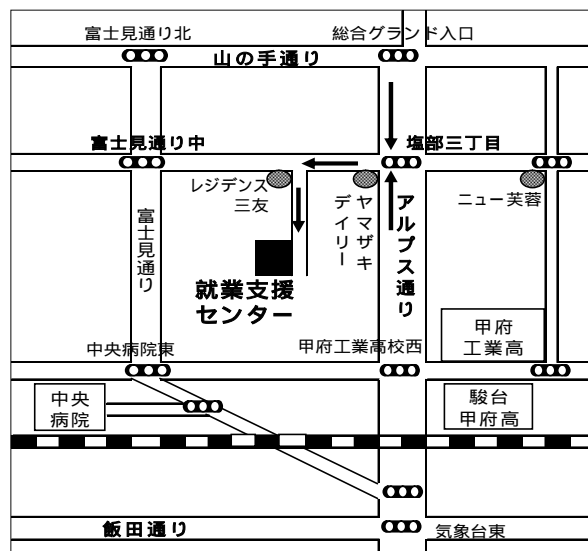 富士見通り北
総合グランド入口
山の手通り
富士見通り中
塩部三丁目
レジデンス
三友
ヤマザキ
デイリー
アルプス通り
ニュー芙蓉
富士見通り
就業支援
センター
甲府
工業高
中央病院東
甲府工業高校西
中央
病院
駿台
甲府高
飯田通り
気象台東